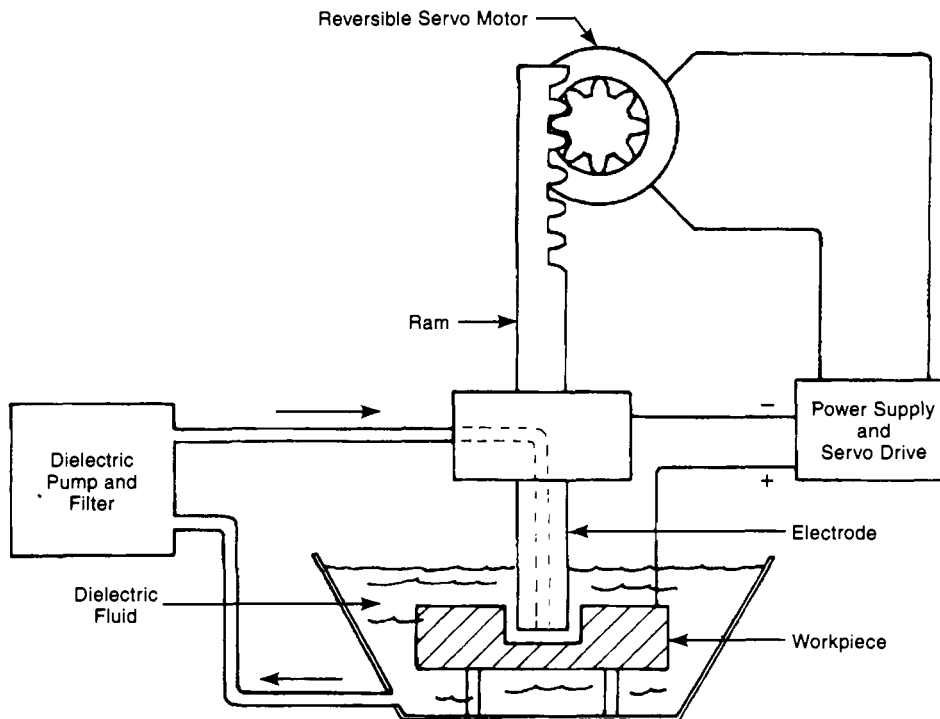 Reversible Servo Motor
Ram
−
Power Supply
and
Servo Drive
+
Dielectric
Pump and
Filter
Electrode
Dielectric
Fluid
Workpiece